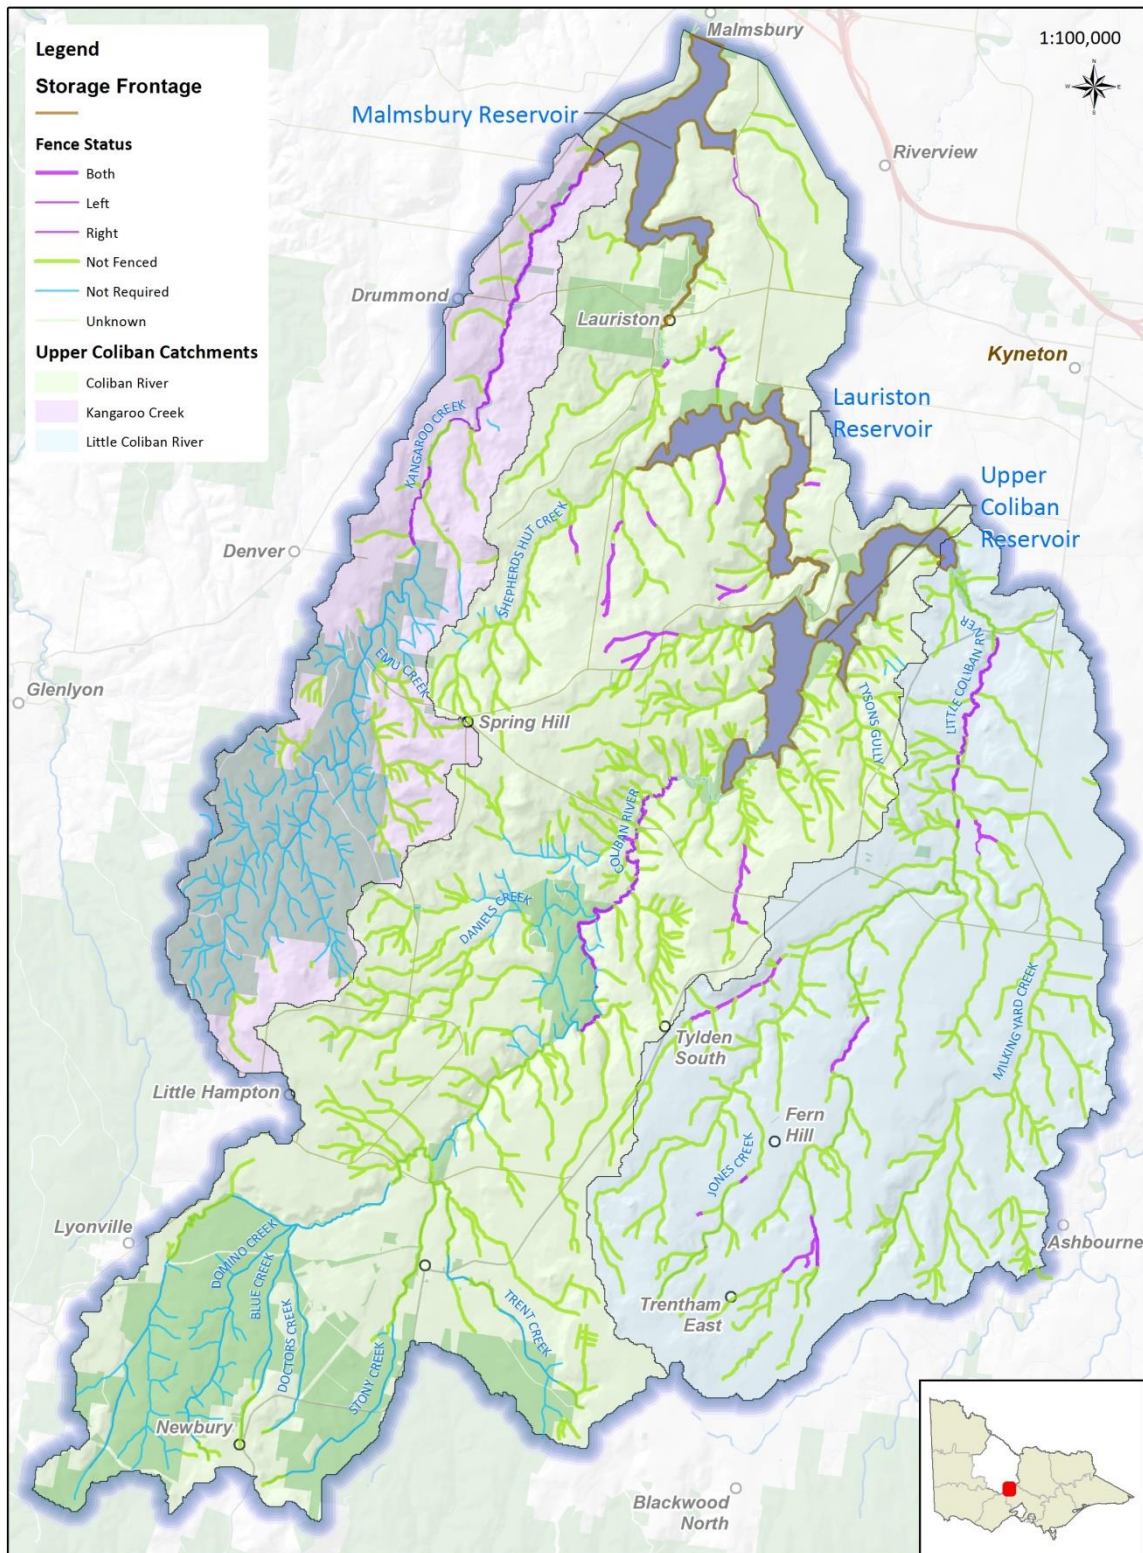 Legend
Storage Frontage
Fence Status
Both
Left
Right
Not Fenced
Not Required
Unknown
Upper Coliban Catchments
Coliban River
Kangaroo Creek
Little Coliban River
Malmsbury
1:100,000
N
W
E
S
Malmsbury Reservoir
Riverview
Drummond
Lauriston
Kyneton
Lauriston
Reservoir
KANGAROO CREEK
Upper
Coliban
Reservoir
SHEPHERDS HUT CREEK
Denver
LITTLE COLIBAN RIVER
EMU CREEK
Glenlyon
TYSONS GULLY
Spring Hill
COLIBAN RIVER
DANIELS CREEK
MILKING YARD CREEK
Tylden
South
Little Hampton
Fern
Hill
JONES CREEK
Lyonville
DOMINO CREEK
Ashbourne
BLUE CREEK
DOCTORS CREEK
TRENT CREEK
Trentham
East
STONY CREEK
Newbury
Blackwood
North